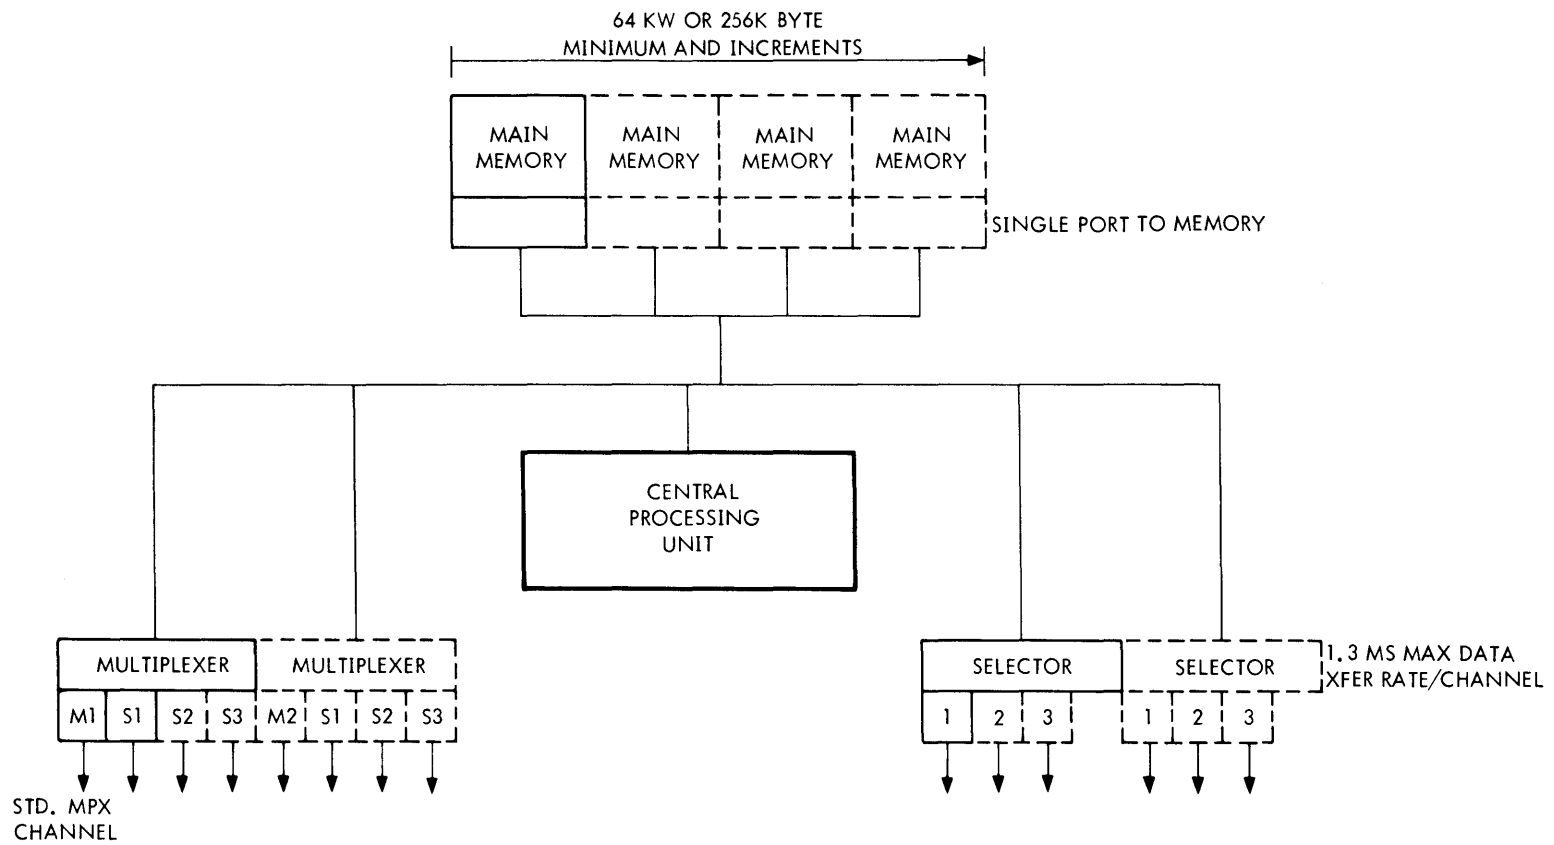 64 KW OR 256K BYTE
MINIMUM AND INCREMENTS
MAIN MEMORY
MAIN MEMORY
MAIN MEMORY
MAIN MEMORY
SINGLE PORT TO MEMORY
CENTRAL
PROCESSING
UNIT
MULTIPLEXER
MULTIPLEXER
M1 S1 S2 S3 M2 S1 S2 S3
STD. MPX
CHANNEL
SELECTOR
SELECTOR
1 2 3
1 2 3
1.3 MS MAX DATA
XFER RATE/CHANNEL